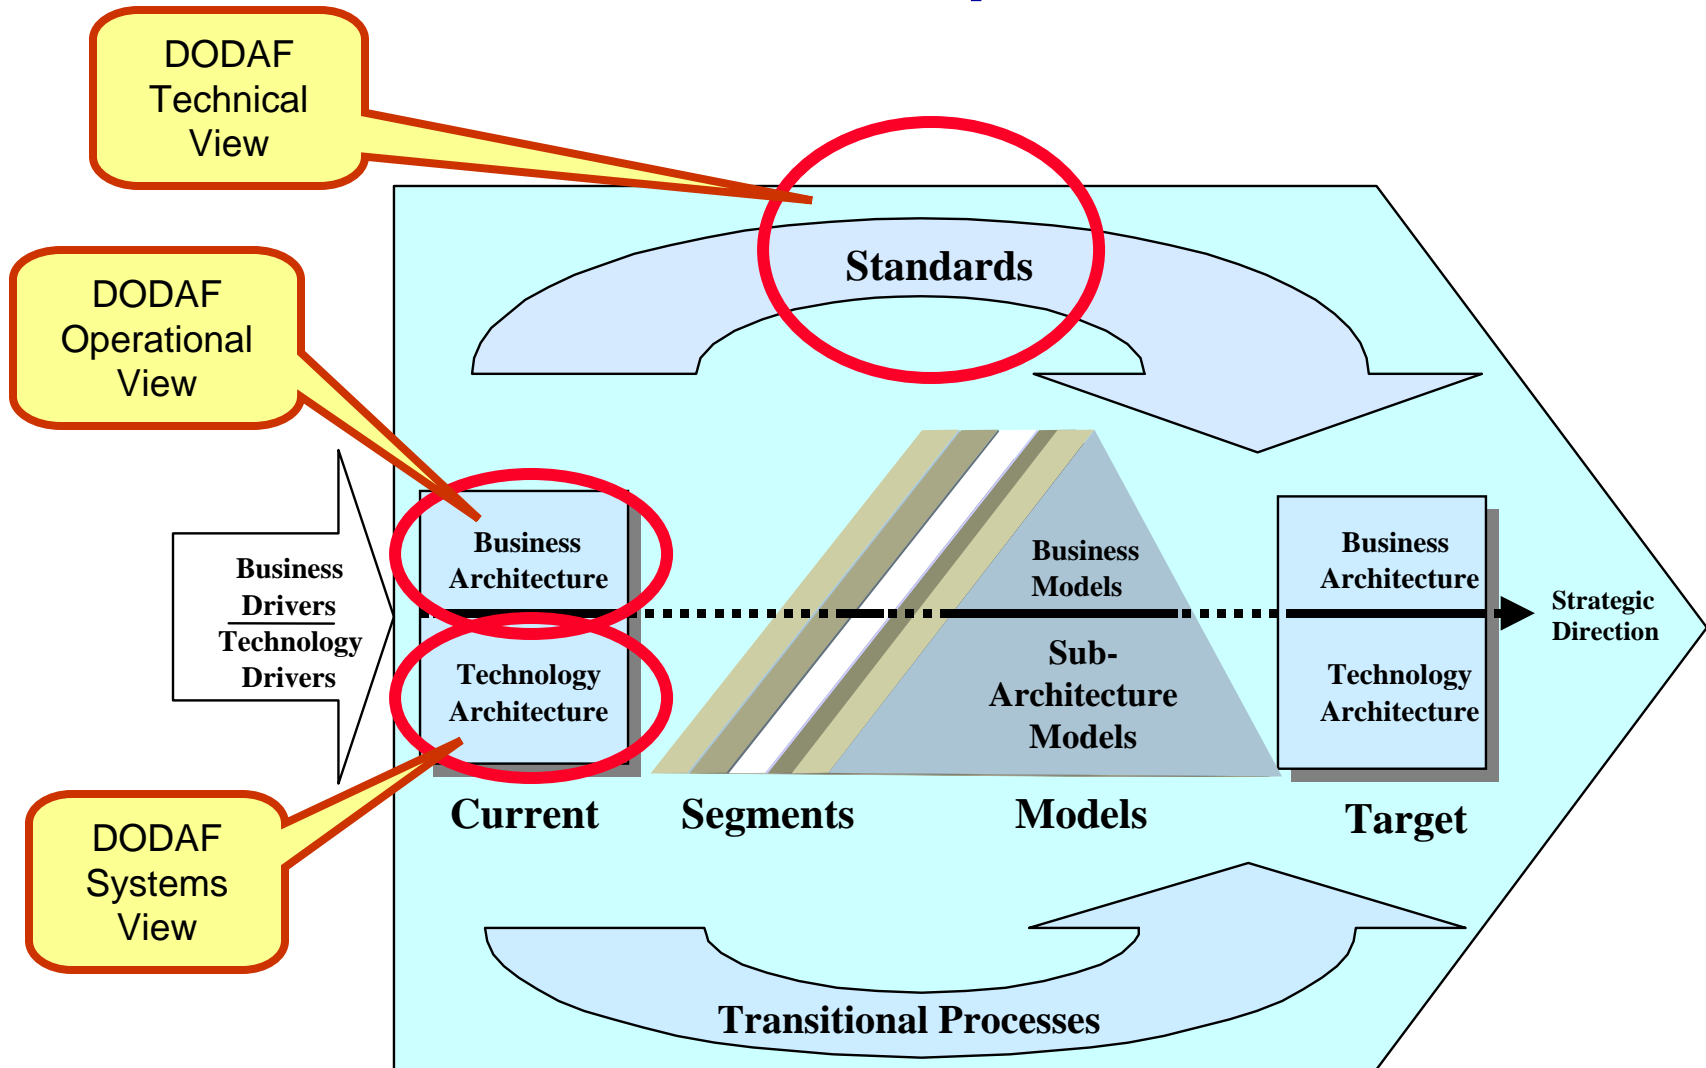 DODAF
Technical
View
Standards
DODAF
Operational
View
Business
Drivers
Technology
Drivers
Business
Architecture
Technology
Architecture
Business
Models
Sub-
Architecture
Models
Business
Architecture
Technology
Architecture
Strategic
Direction
Current
Segments
Models
Target
DODAF
Systems
View
Transitional Processes